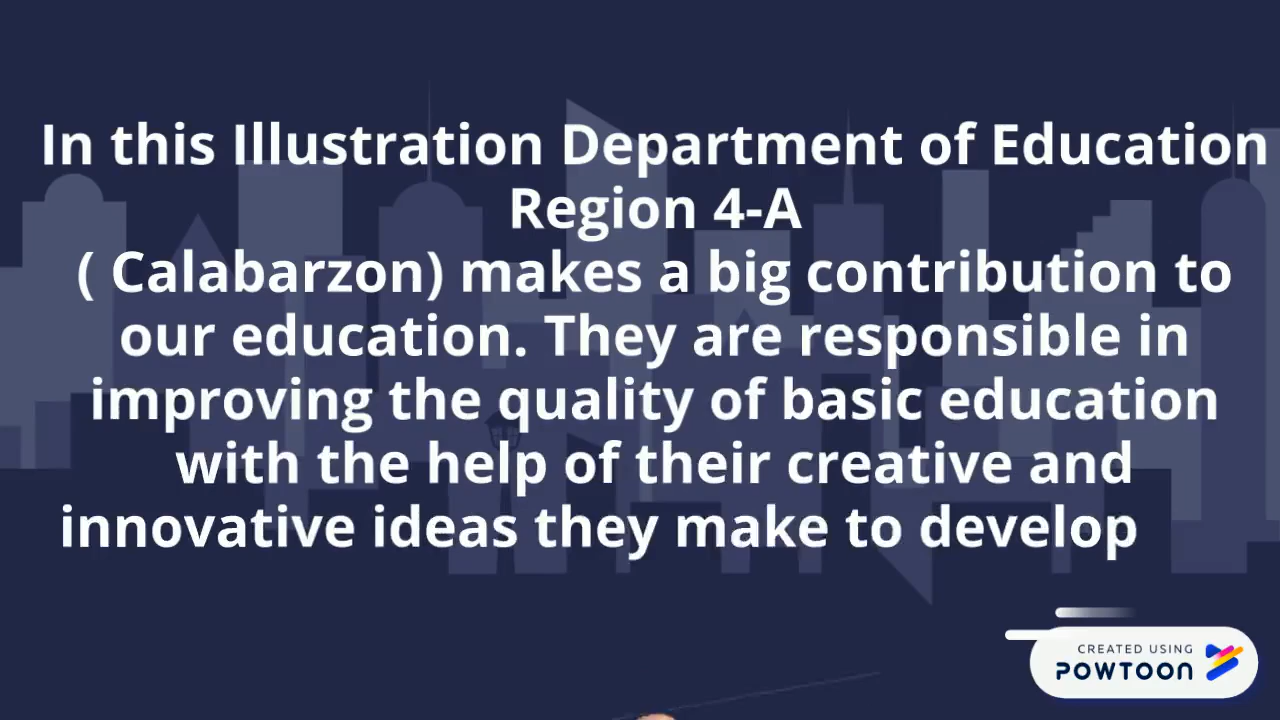 In this Illustration Department of Education
Region 4-A
( Calabarzon) makes a big contribution to
our education. They are responsible in
improving the quality of basic education
with the help of their creative and
innovative ideas they make to develop
CREATED USING
POWTOON